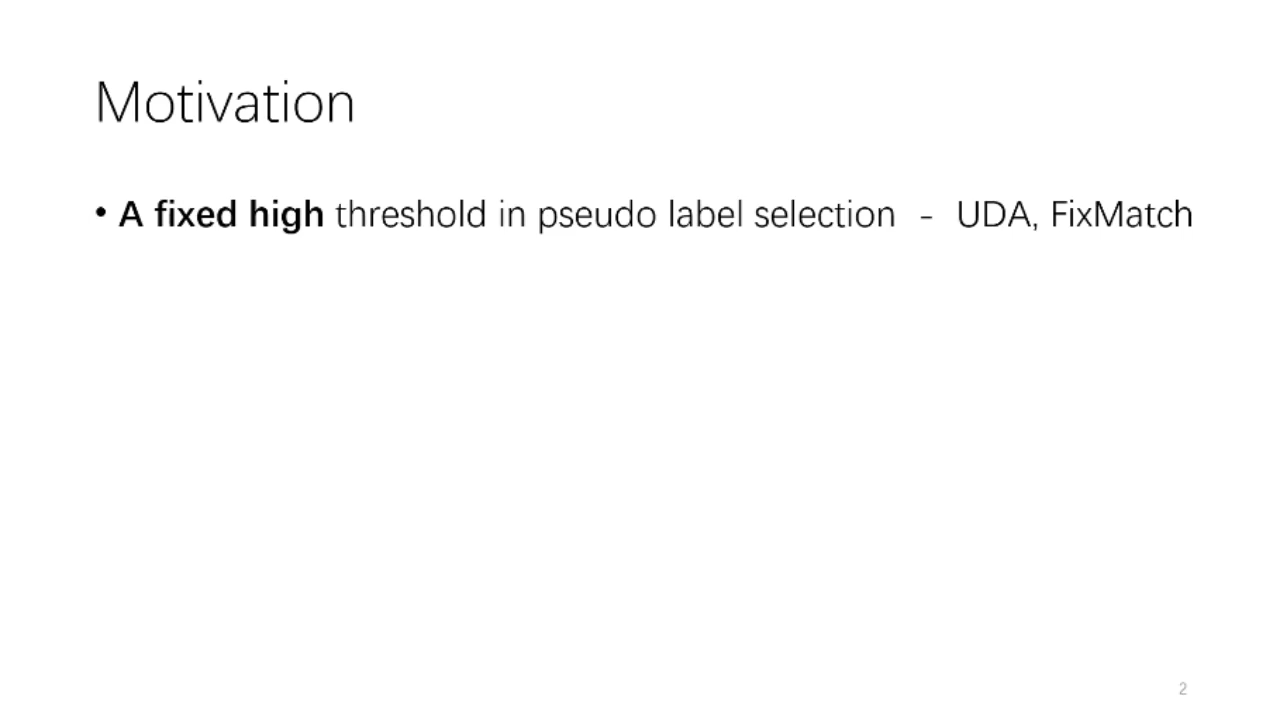 Motivation
• A fixed high threshold in pseudo label selection - UDA, FixMatch
2